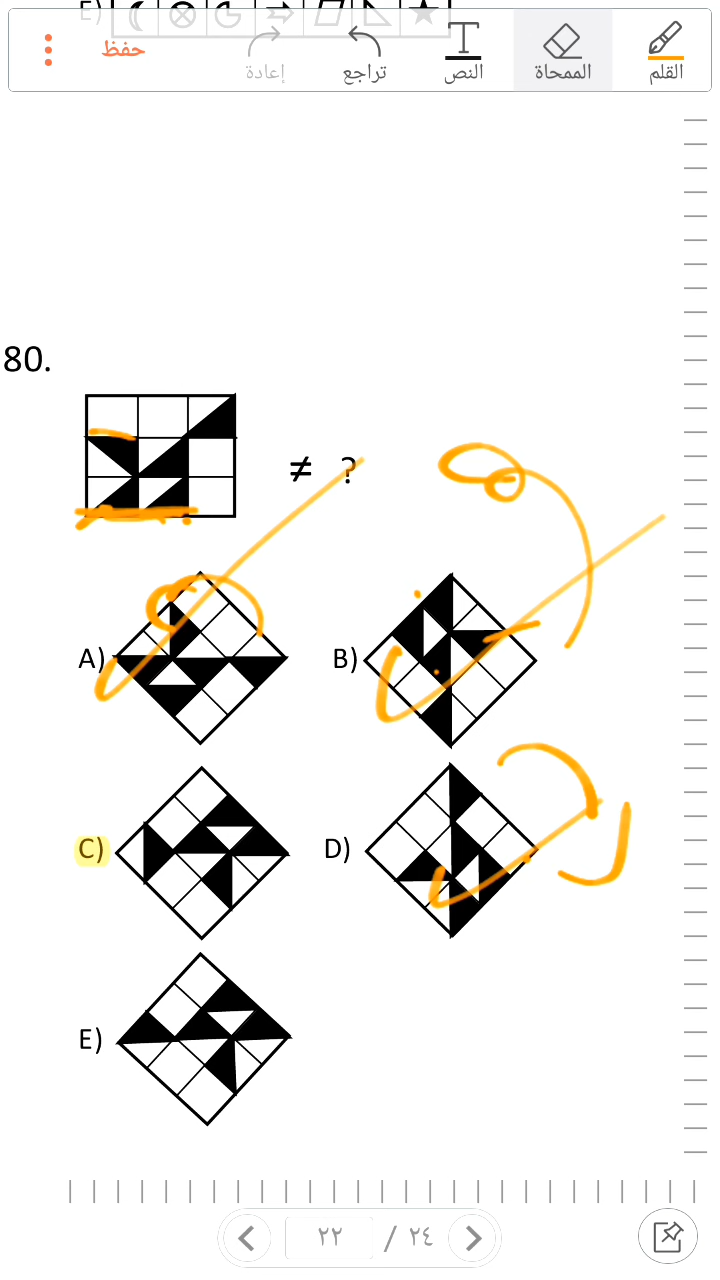 E)
حفظ
إعادة
تراجع
النص
الممحاة
القلم
80.
≠ ?
A)
B)
C)
D)
E)
٢٢ / ٢٤